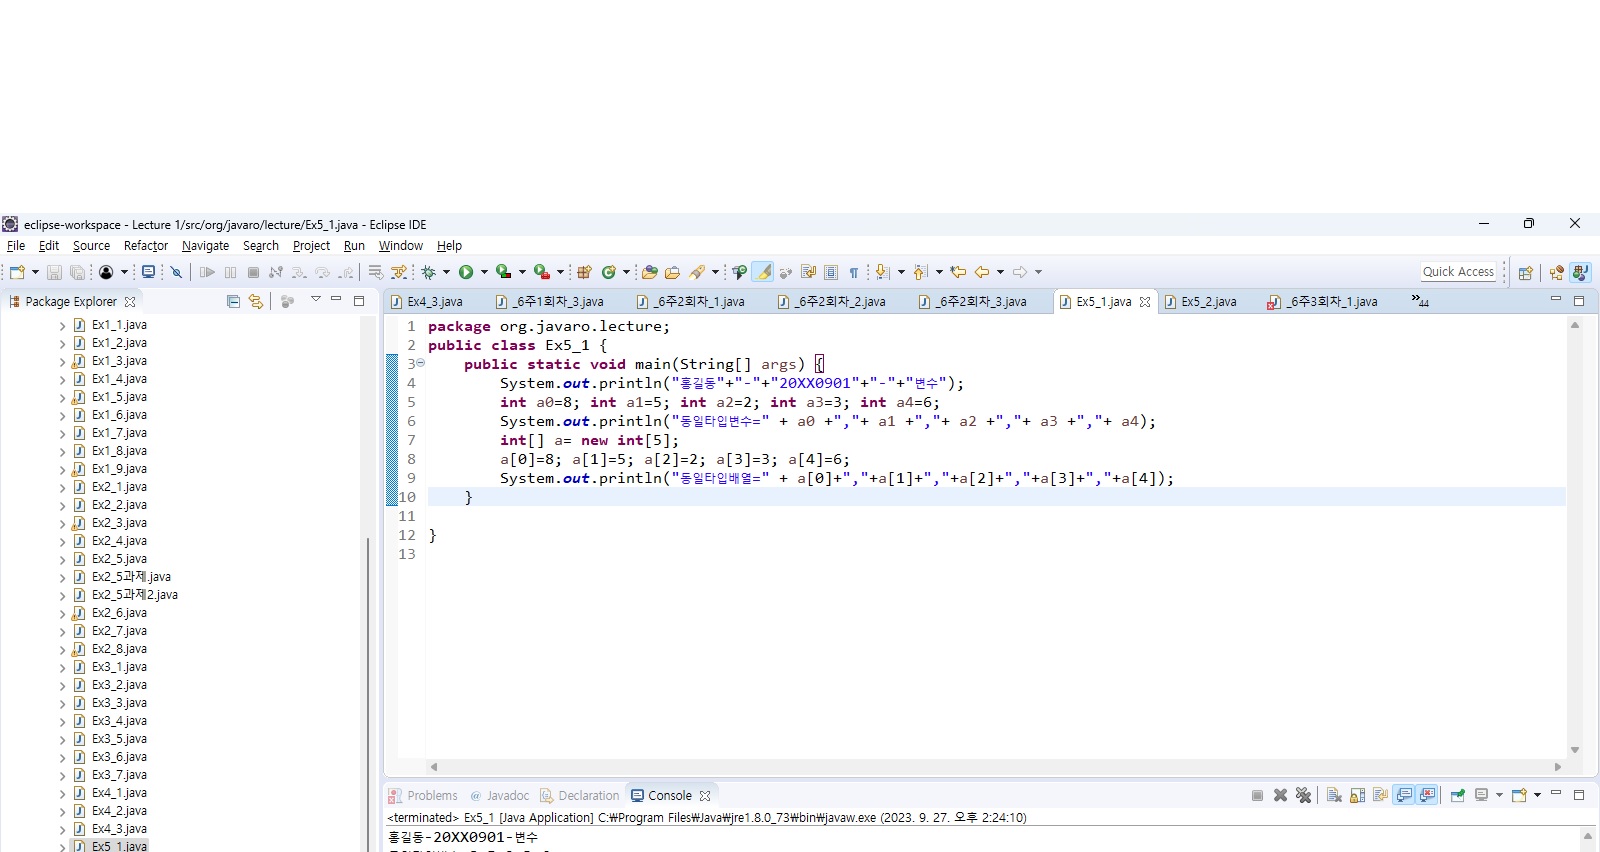 eclipse-workspace - Lecture 1/src/org/javaro/lecture/Ex5_1.java - Eclipse IDE
File Edit Source Refactor Navigate Search Project Run Window Help
Quick Access
Package Explorer
Ex4_3.java _6주1회차_3.java _6주2회차_1.java _6주2회차_2.java _6주2회차_3.java Ex5_1.java Ex5_2.java _6주3회차_1.java »44
Ex1_1.java
Ex1_2.java
Ex1_3.java
Ex1_4.java
Ex1_5.java
Ex1_6.java
Ex1_7.java
Ex1_8.java
Ex1_9.java
Ex2_1.java
Ex2_2.java
Ex2_3.java
Ex2_4.java
Ex2_5.java
Ex2_5과제.java
Ex2_5과제2.java
Ex2_6.java
Ex2_7.java
Ex2_8.java
Ex3_1.java
Ex3_2.java
Ex3_3.java
Ex3_4.java
Ex3_5.java
Ex3_6.java
Ex3_7.java
Ex4_1.java
Ex4_2.java
Ex4_3.java
Ex5_1.java
1 package org.javaro.lecture;
2 public class Ex5_1 {
3 public static void main(String[] args) {
4 System.out.println("홍길동"+"-"+"20XX0901"+"-"+"변수");
5 int a0=8; int a1=5; int a2=2; int a3=3; int a4=6;
6 System.out.println("동일타입변수=" + a0 +","+ a1 +","+ a2 +","+ a3 +","+ a4);
7 int[] a= new int[5];
8 a[0]=8; a[1]=5; a[2]=2; a[3]=3; a[4]=6;
9 System.out.println("동일타입배열=" + a[0]+","+a[1]+","+a[2]+","+a[3]+","+a[4]);
10 }
11
12 }
13
Problems @ Javadoc Declaration Console
<terminated> Ex5_1 [Java Application] C:₩Program Files₩Java₩jre1.8.0_73₩bin₩javaw.exe (2023. 9. 27. 오후 2:24:10)
홍길동-20XX0901-변수